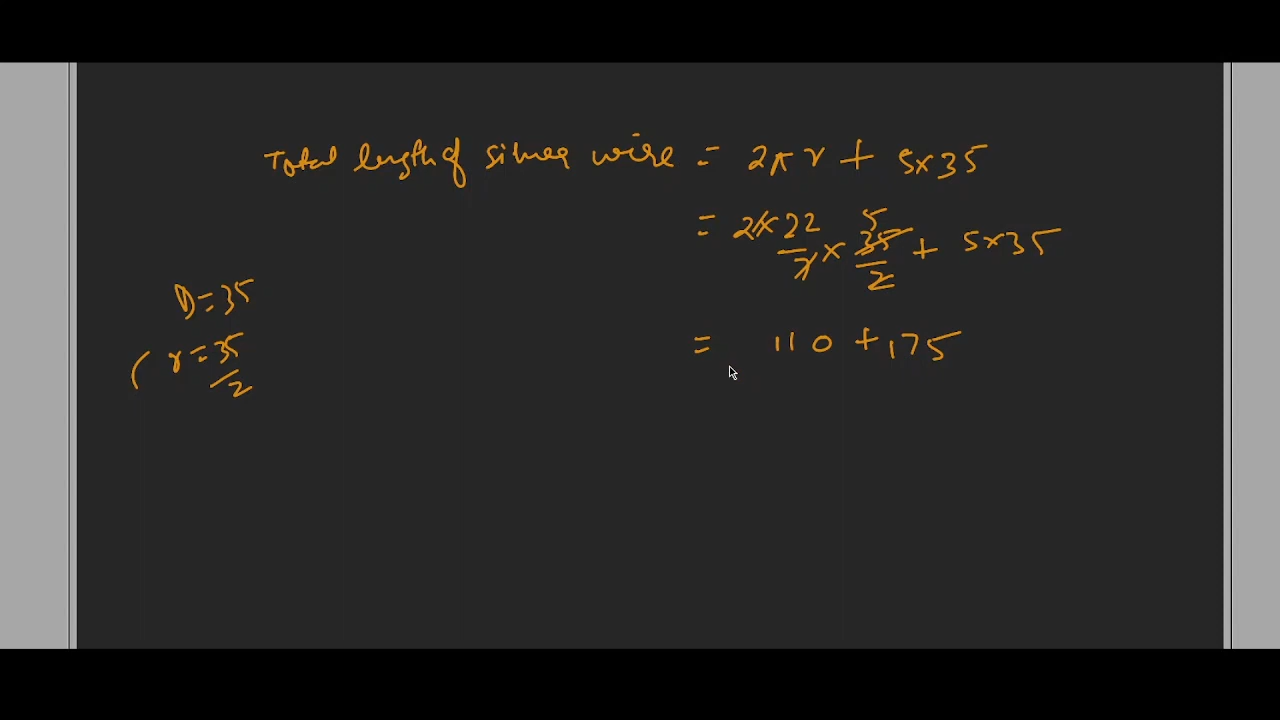 Total length of silver wire = 2πr + 5×35
= 2×22/7 × 35/2 5 + 5×35
D=35
r=35/2
= 110 +175